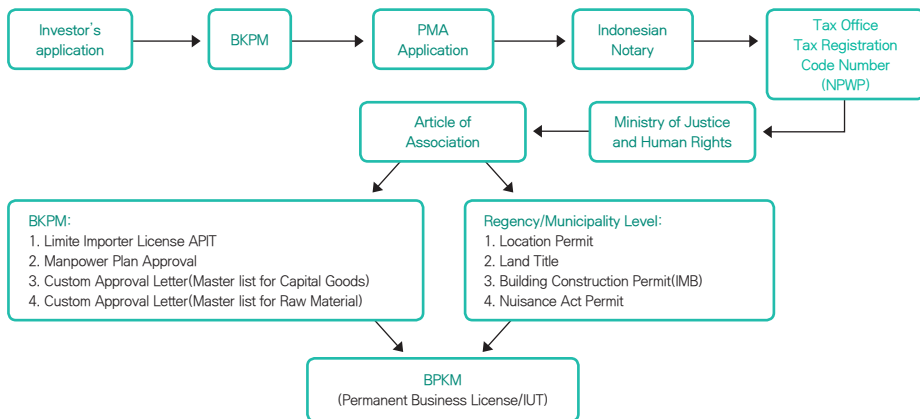 Investor's
application
BKPM
PMA
Application
Indonesian
Notary
Tax Office
Tax Registration
Code Number
(NPWP)
Article of
Association
Ministry of Justice
and Human Rights
BKPM:
1. Limite Importer License APIT
2. Manpower Plan Approval
3. Custom Approval Letter(Master list for Capital Goods)
4. Custom Approval Letter(Master list for Raw Material)
Regency/Municipality Level:
1. Location Permit
2. Land Title
3. Building Construction Permit(IMB)
4. Nuisance Act Permit
BPKM
(Permanent Business License/IUT)